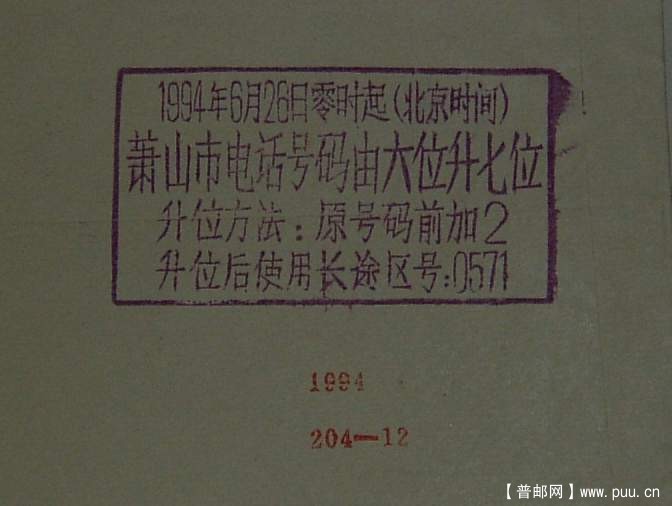 1994年6月26日零时起(北京时间)
萧山市电话号码由六位升七位
升位方法:原号码前加2
升位后使用长途区号:0571
1994
204-12
【普邮网】www.puu.cn